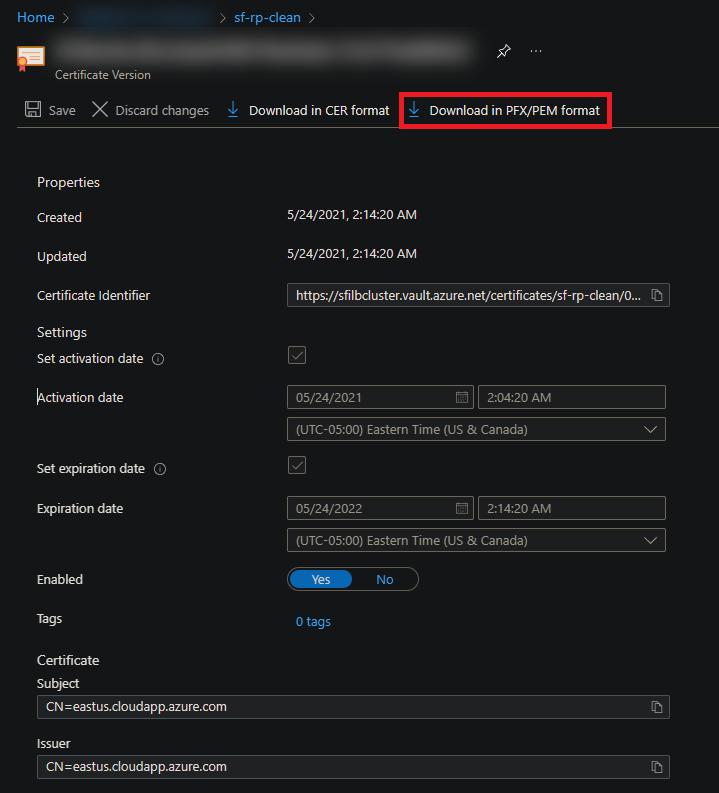 Home > sf-rp-clean >
Certificate Version
Save Discard changes Download in CER format Download in PFX/PEM format
Properties
Created 5/24/2021, 2:14:20 AM
Updated 5/24/2021, 2:14:20 AM
Certificate Identifier https://sfilbcluster.vault.azure.net/certificates/sf-rp-clean/0...
Settings
Set activation date
Activation date 05/24/2021 2:04:20 AM
(UTC-05:00) Eastern Time (US & Canada)
Set expiration date
Expiration date 05/24/2022 2:14:20 AM
(UTC-05:00) Eastern Time (US & Canada)
Enabled Yes No
Tags 0 tags
Certificate
Subject
CN=eastus.cloudapp.azure.com
Issuer
CN=eastus.cloudapp.azure.com